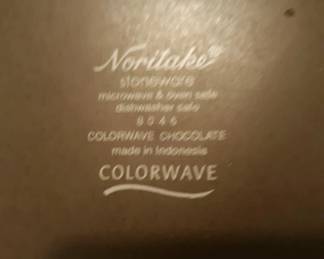 Noritake
stoneware
microwave & oven safe
dishwasher safe
8046
COLORWAVE CHOCOLATE
made in Indonesia
COLORWAVE